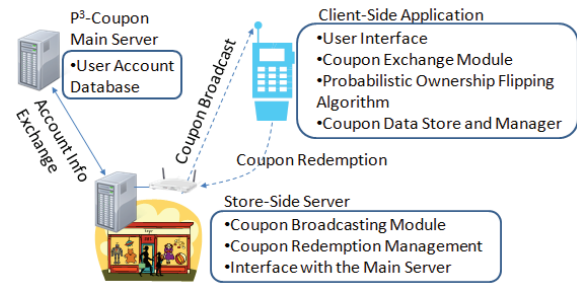 P³-Coupon
Main Server
•User Account
Database
Account Info
Exchange
Coupon Broadcast
Client-Side Application
•User Interface
•Coupon Exchange Module
•Probabilistic Ownership Flipping
Algorithm
•Coupon Data Store and Manager
Coupon Redemption
Store-Side Server
•Coupon Broadcasting Module
•Coupon Redemption Management
•Interface with the Main Server